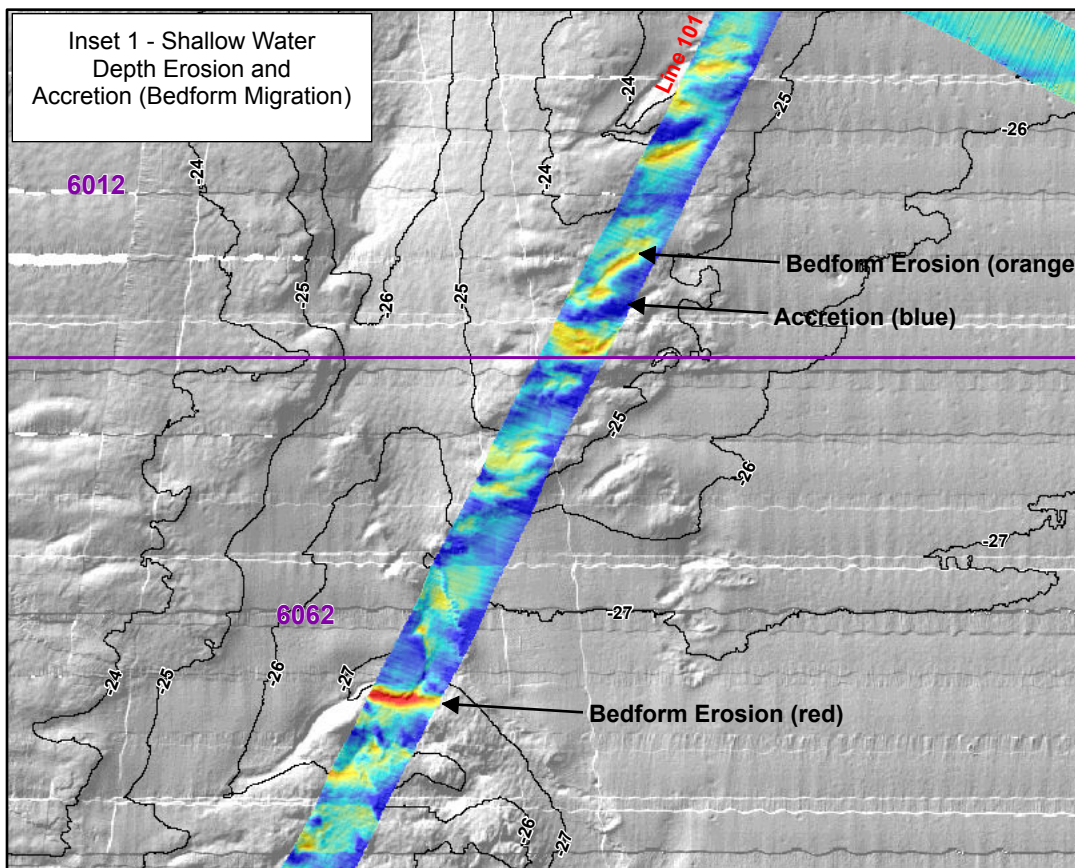 Inset 1 - Shallow Water
Depth Erosion and
Accretion (Bedform Migration)
Line 101
-24
-25
-26
-24
-24
6012
Bedform Erosion (orange
-25
-26
-25
Accretion (blue)
-25
-26
-27
6062
-27
-24
-25
-26
-27
Bedform Erosion (red)
-26
-27